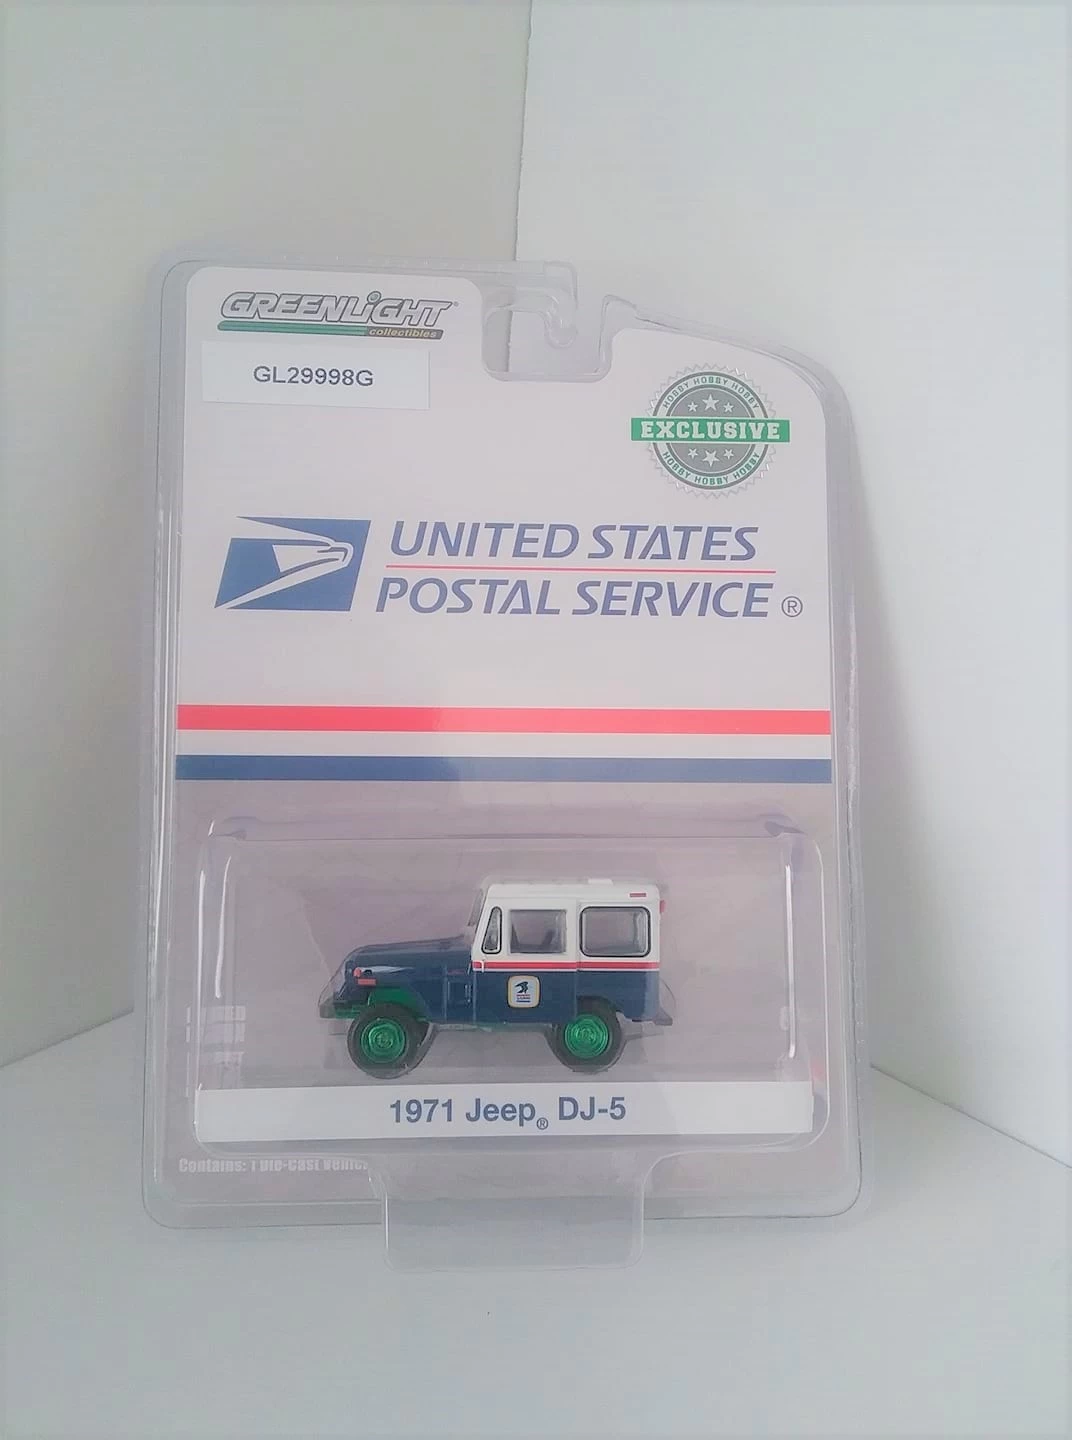 GREENLiGHT®
collectibles
GL29998G
HOBBY HOBBY HOBBY
EXCLUSIVE
HOBBY HOBBY HOBBY
UNITED STATES
POSTAL SERVICE®
1971 Jeep® DJ-5
Contains: 1 Die-Cast Vehicle